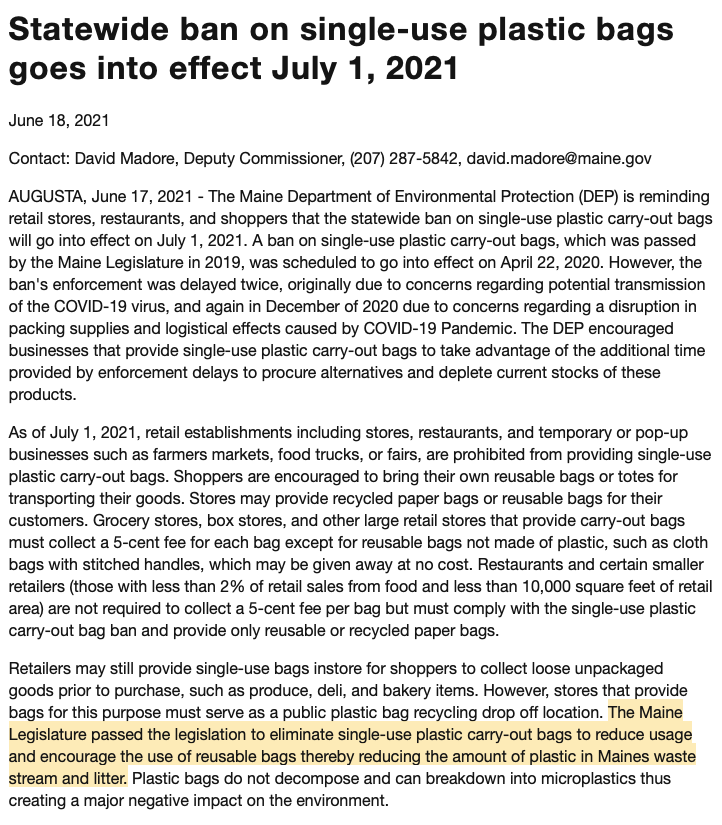 Statewide ban on single-use plastic bags
goes into effect July 1, 2021
June 18, 2021
Contact: David Madore, Deputy Commissioner, (207) 287-5842, david.madore@maine.gov
AUGUSTA, June 17, 2021 - The Maine Department of Environmental Protection (DEP) is reminding
retail stores, restaurants, and shoppers that the statewide ban on single-use plastic carry-out bags
will go into effect on July 1, 2021. A ban on single-use plastic carry-out bags, which was passed
by the Maine Legislature in 2019, was scheduled to go into effect on April 22, 2020. However, the
ban's enforcement was delayed twice, originally due to concerns regarding potential transmission
of the COVID-19 virus, and again in December of 2020 due to concerns regarding a disruption in
packing supplies and logistical effects caused by COVID-19 Pandemic. The DEP encouraged
businesses that provide single-use plastic carry-out bags to take advantage of the additional time
provided by enforcement delays to procure alternatives and deplete current stocks of these
products.
As of July 1, 2021, retail establishments including stores, restaurants, and temporary or pop-up
businesses such as farmers markets, food trucks, or fairs, are prohibited from providing single-use
plastic carry-out bags. Shoppers are encouraged to bring their own reusable bags or totes for
transporting their goods. Stores may provide recycled paper bags or reusable bags for their
customers. Grocery stores, box stores, and other large retail stores that provide carry-out bags
must collect a 5-cent fee for each bag except for reusable bags not made of plastic, such as cloth
bags with stitched handles, which may be given away at no cost. Restaurants and certain smaller
retailers (those with less than 2% of retail sales from food and less than 10,000 square feet of retail
area) are not required to collect a 5-cent fee per bag but must comply with the single-use plastic
carry-out bag ban and provide only reusable or recycled paper bags.
Retailers may still provide single-use bags instore for shoppers to collect loose unpackaged
goods prior to purchase, such as produce, deli, and bakery items. However, stores that provide
bags for this purpose must serve as a public plastic bag recycling drop off location. The Maine
Legislature passed the legislation to eliminate single-use plastic carry-out bags to reduce usage
and encourage the use of reusable bags thereby reducing the amount of plastic in Maines waste
stream and litter. Plastic bags do not decompose and can breakdown into microplastics thus
creating a major negative impact on the environment.